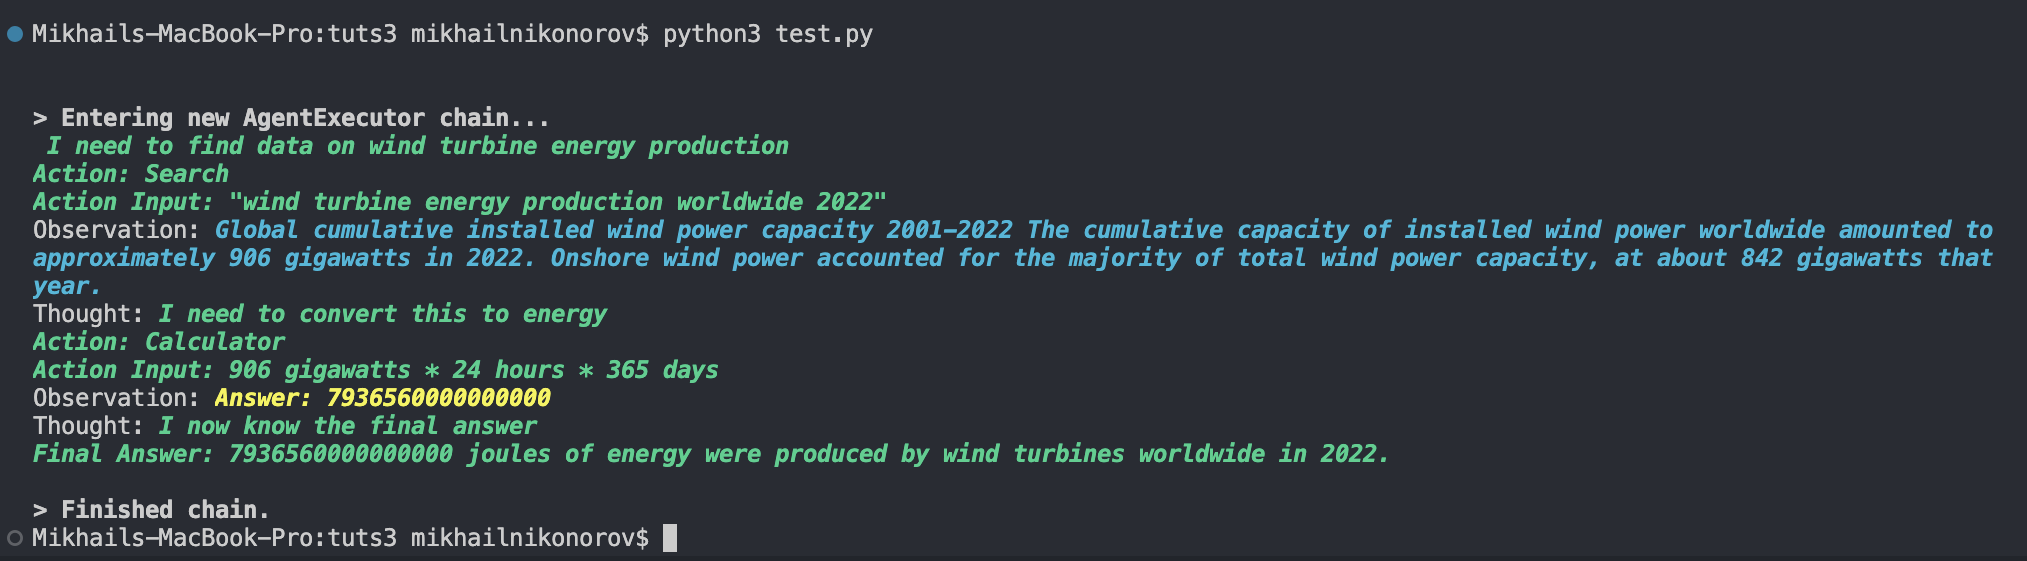 Mikhails-MacBook-Pro:tuts3 mikhailnikonorov$ python3 test.py
> Entering new AgentExecutor chain...
I need to find data on wind turbine energy production
Action: Search
Action Input: "wind turbine energy production worldwide 2022"
Observation: Global cumulative installed wind power capacity 2001-2022 The cumulative capacity of installed wind power worldwide amounted to
approximately 906 gigawatts in 2022. Onshore wind power accounted for the majority of total wind power capacity, at about 842 gigawatts that
year.
Thought: I need to convert this to energy
Action: Calculator
Action Input: 906 gigawatts * 24 hours * 365 days
Observation: Answer: 7936560000000000
Thought: I now know the final answer
Final Answer: 7936560000000000 joules of energy were produced by wind turbines worldwide in 2022.
> Finished chain.
Mikhails-MacBook-Pro:tuts3 mikhailnikonorov$